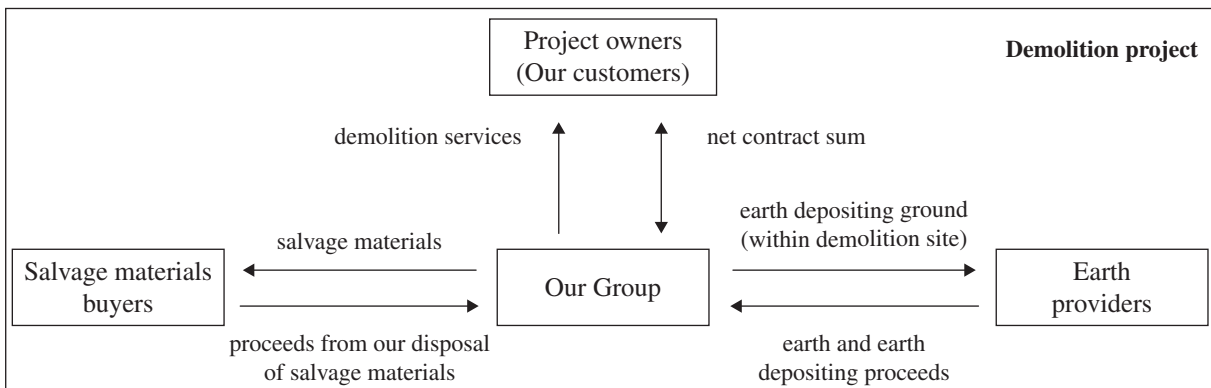 Project owners
(Our customers)
Demolition project
demolition services
net contract sum
earth depositing ground
(within demolition site)
salvage materials
Salvage materials
buyers
Our Group
Earth
providers
proceeds from our disposal
of salvage materials
earth and earth
depositing proceeds